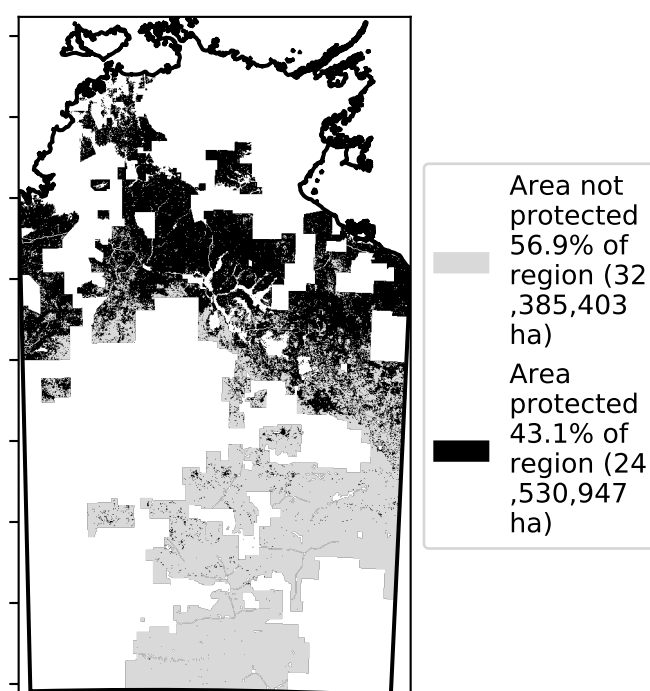 Area not
protected
56.9% of
region (32
,385,403
ha)
Area
protected
43.1% of
region (24
,530,947
ha)